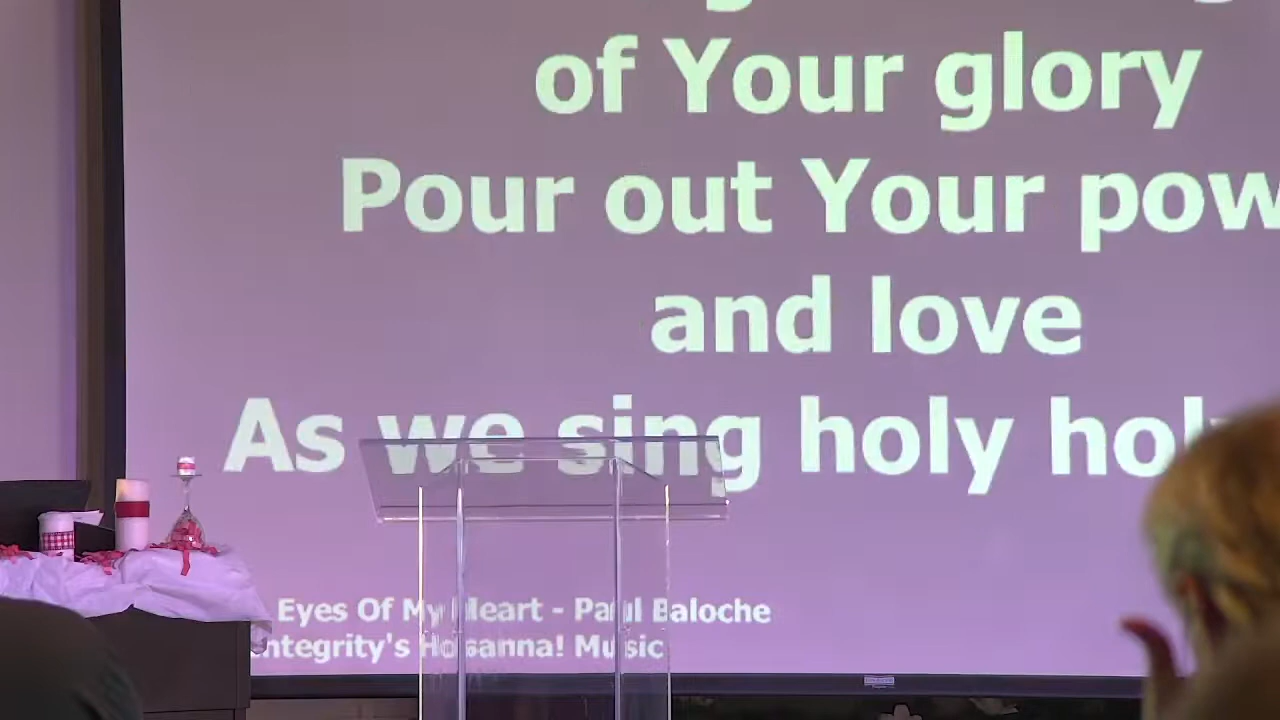 of Your glory
Pour out Your pow
and love
As we sing holy hol
Eyes Of My Heart - Paul Baloche
Integrity's Hosanna! Music